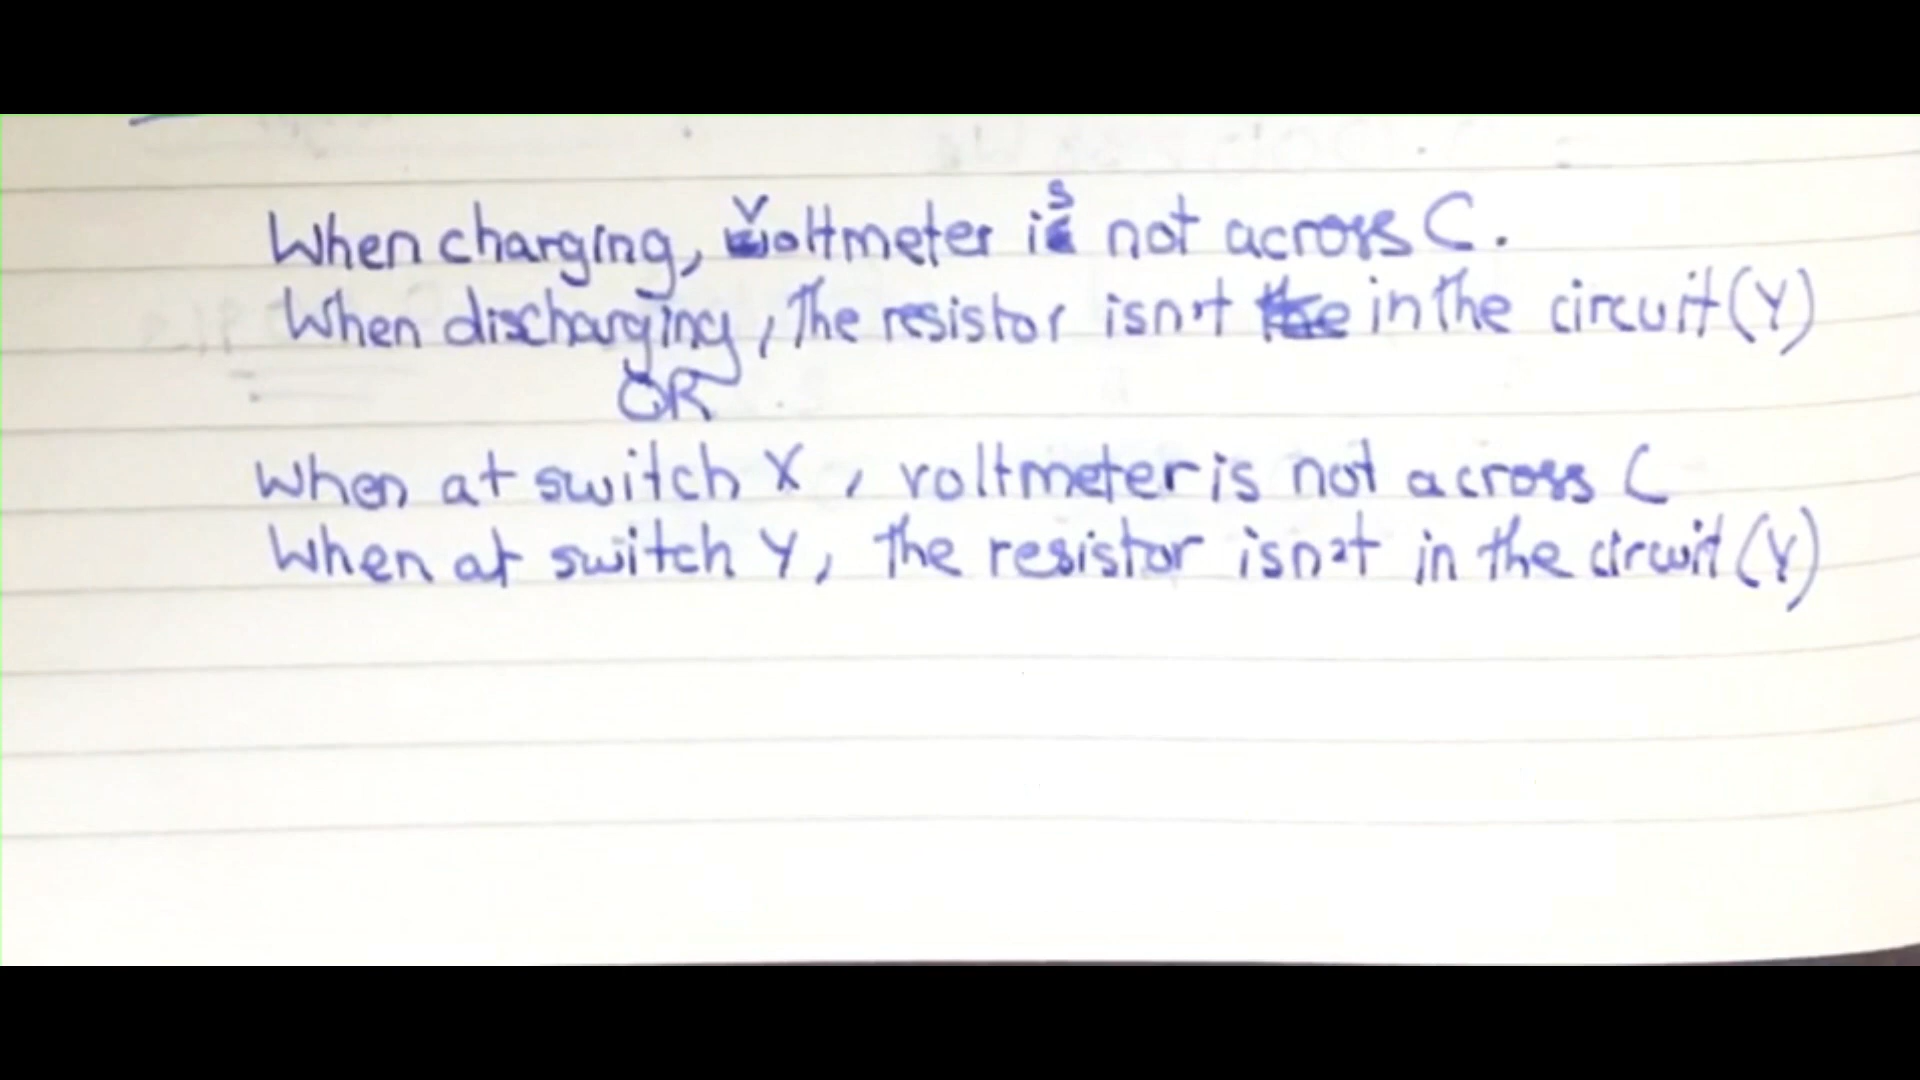 When charging, voltmeter is not across C.
When discharging, the resistor isn't in the circuit (Y)
OR
When at switch X, voltmeter is not across C
When at switch Y, the resistor isn't in the circuit (Y)